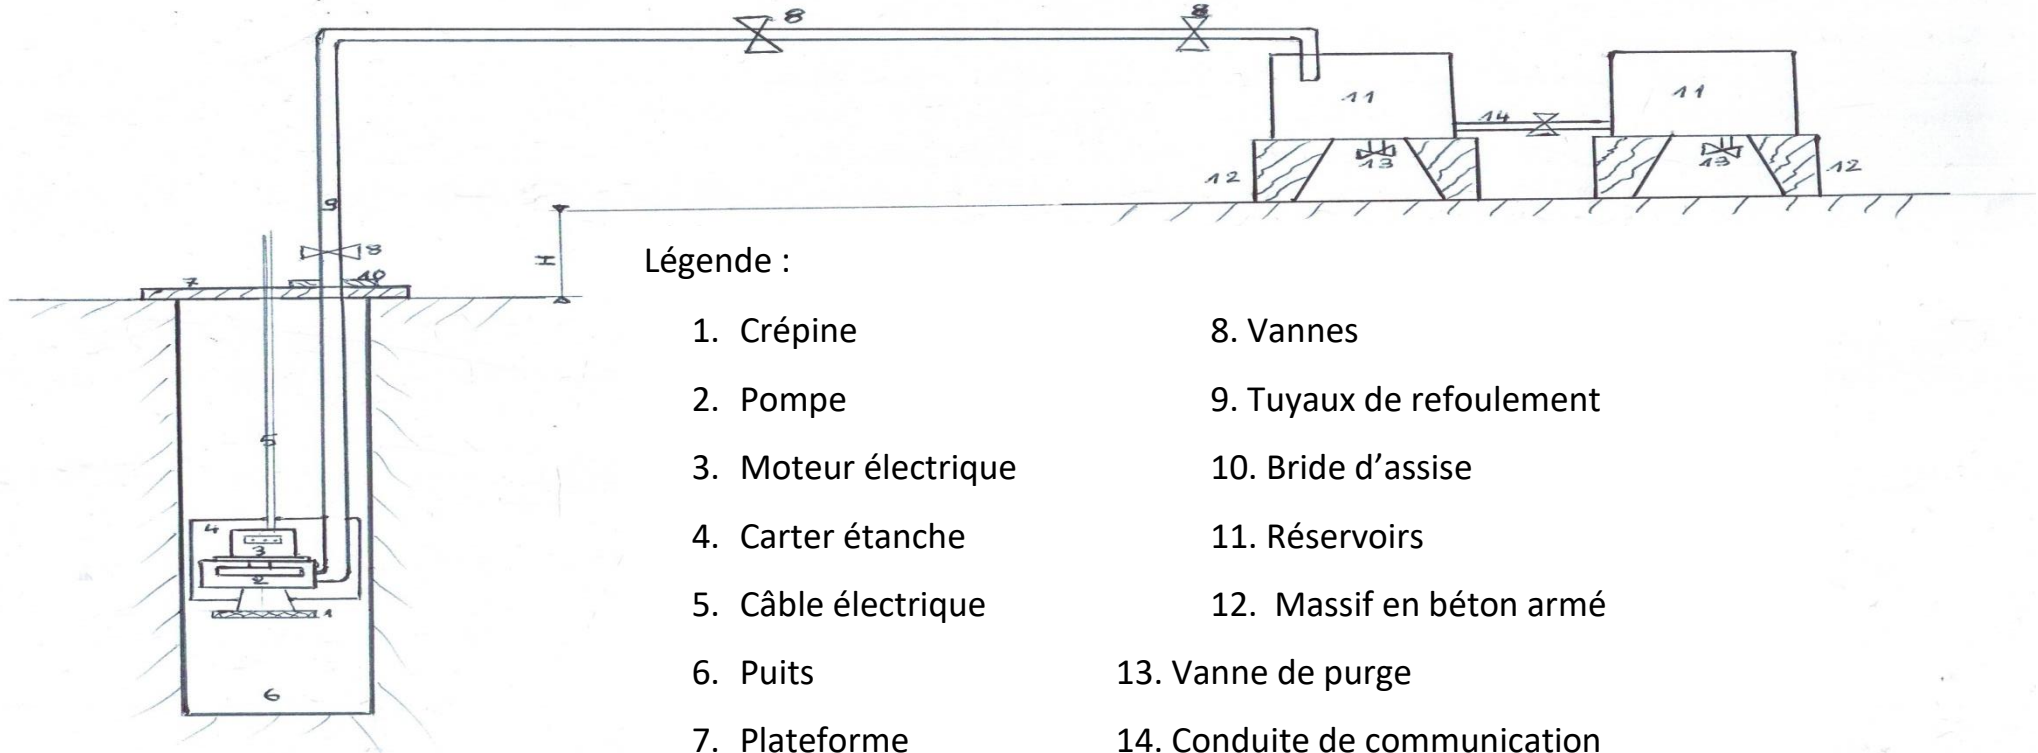 8 8
11 11
14
13 13
12 12
9
8
H
7 10
5
4
3
2
1
6
Légende :
1. Crépine 8. Vannes
2. Pompe 9. Tuyaux de refoulement
3. Moteur électrique 10. Bride d’assise
4. Carter étanche 11. Réservoirs
5. Câble électrique 12. Massif en béton armé
6. Puits 13. Vanne de purge
7. Plateforme 14. Conduite de communication